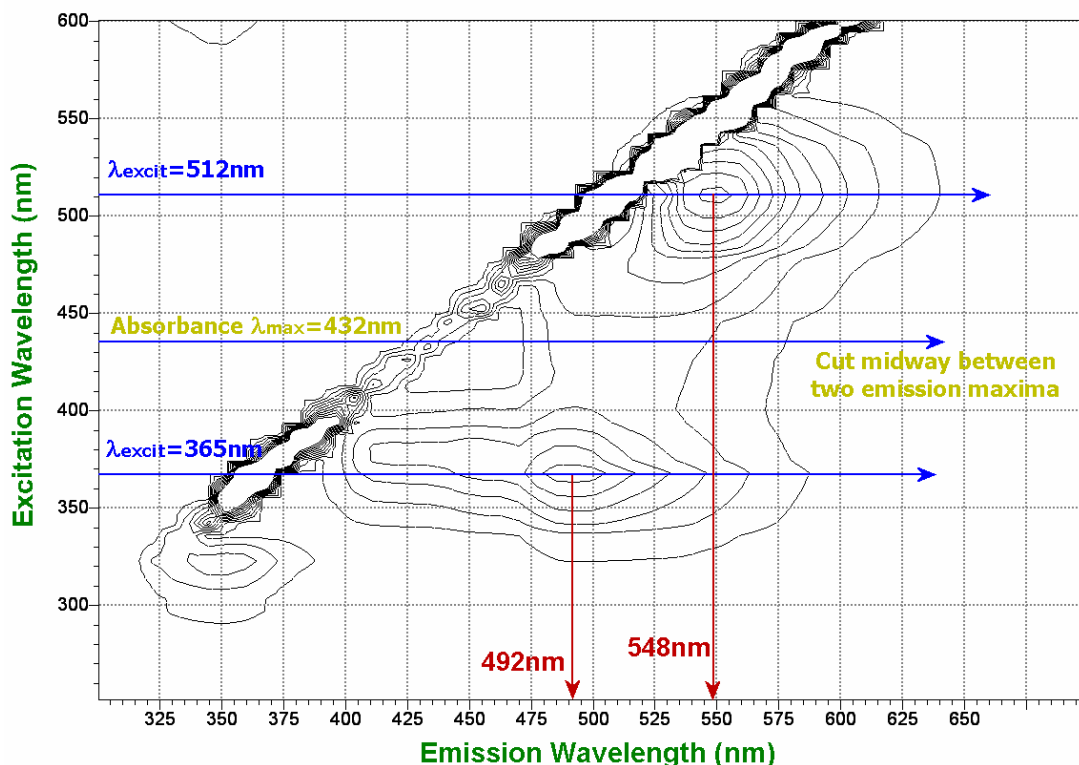 600
550
500
450
400
350
300
Excitation Wavelength (nm)
λexcit=512nm
Absorbance λmax=432nm
Cut midway between
two emission maxima
λexcit=365nm
492nm
548nm
325 350 375 400 425 450 475 500 525 550 575 600 625 650
Emission Wavelength (nm)